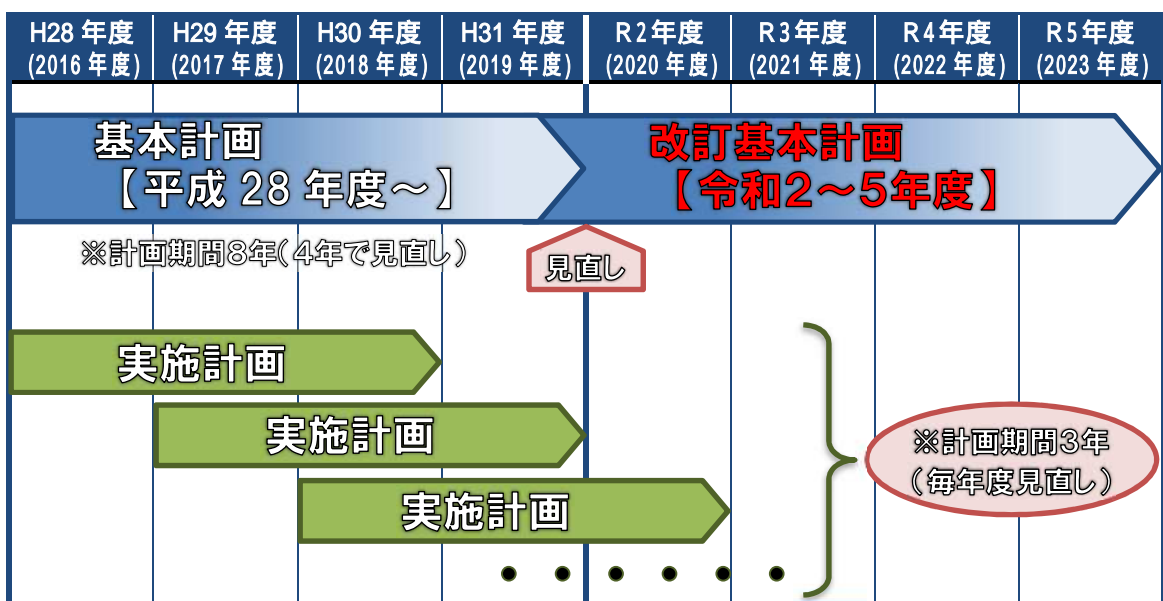 H28 年度 H29 年度 H30 年度 H31 年度 R2年度 R3年度 R4年度 R5年度
(2016 年度) (2017 年度) (2018 年度) (2019 年度) (2020 年度) (2021 年度) (2022 年度) (2023 年度)
基本計画
【平成 28 年度～】
改訂基本計画
【令和２～５年度】
※計画期間８年(４年で見直し)
見直し
実施計画
実施計画
実施計画
※計画期間３年
(毎年度見直し)